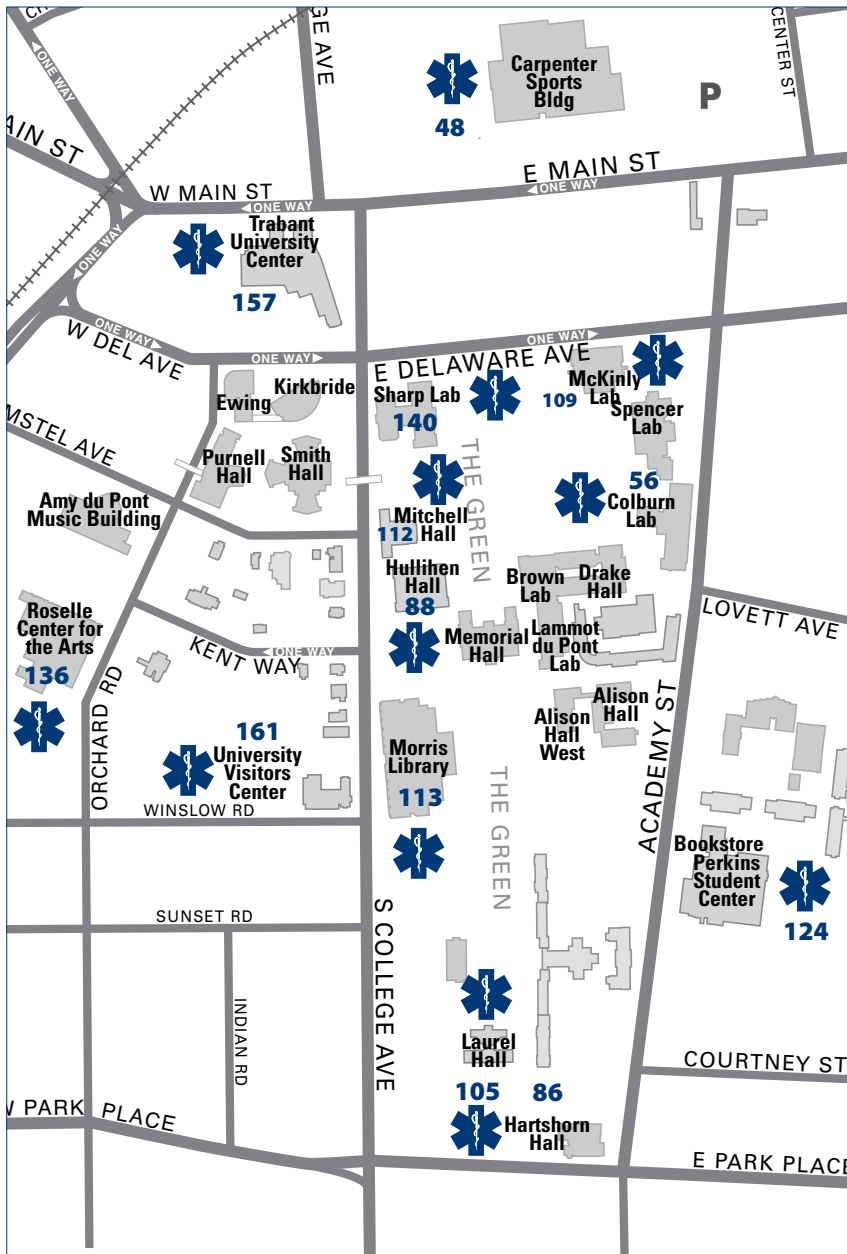 CH
ONE WAY
GE AVE
CENTER ST
Carpenter
Sports
Bldg
P
48
AIN ST
E MAIN ST
ONE WAY
W MAIN ST
ONE WAY
Trabant
University
Center
157
ONE WAY
W DEL AVE
ONE WAY
ONE WAY
ONE WAY
E DELAWARE AVE
McKinly
Lab
109
Spencer
Lab
Sharp Lab
140
Ewing
Kirkbride
MSTEL AVE
Purnell
Hall
Smith
Hall
THE GREEN
56
Colburn
Lab
Amy du Pont
Music Building
Mitchell
Hall
112
Hullihen
Hall
88
Brown
Lab
Drake
Hall
LOVETT AVE
Roselle
Center for
the Arts
136
KENT WAY
ONE WAY
Memorial
Hall
Lammot
du Pont
Lab
ORCHARD RD
161
University
Visitors
Center
WINSLOW RD
Morris
Library
113
Alison
Hall
West
Alison
Hall
ACADEMY ST
THE GREEN
Bookstore
Perkins
Student
Center
124
SUNSET RD
S COLLEGE AVE
INDIAN RD
Laurel
Hall
105
86
COURTNEY ST
W PARK PLACE
Hartshorn
Hall
E PARK PLACE